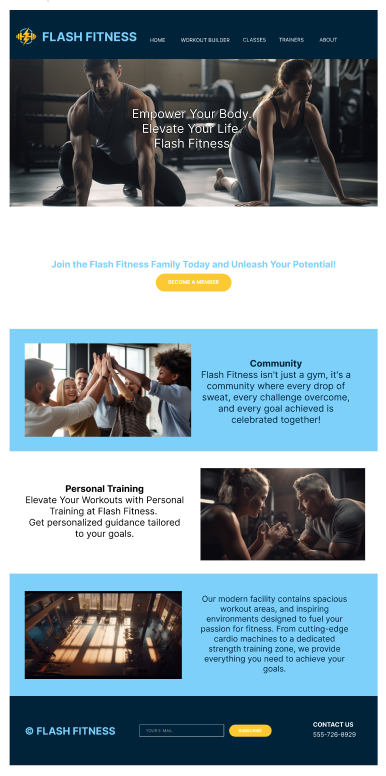 FLASH FITNESS
HOME WORKOUT BUILDER CLASSES TRAINERS ABOUT
Empower Your Body.
Elevate Your Life.
Flash Fitness
Join the Flash Fitness Family Today and Unleash Your Potential!
BECOME A MEMBER
Community
Flash Fitness isn't just a gym, it's a
community where every drop of
sweat, every challenge overcome,
and every goal achieved is
celebrated together!
Personal Training
Elevate Your Workouts with Personal
Training at Flash Fitness.
Get personalized guidance tailored
to your goals.
Our modern facility contains spacious
workout areas, and inspiring
environments designed to fuel your
passion for fitness. From cutting-edge
cardio machines to a dedicated
strength training zone, we provide
everything you need to achieve your
goals.
© FLASH FITNESS
YOUR E-MAIL
SUBSCRIBE
CONTACT US
555-726-8929